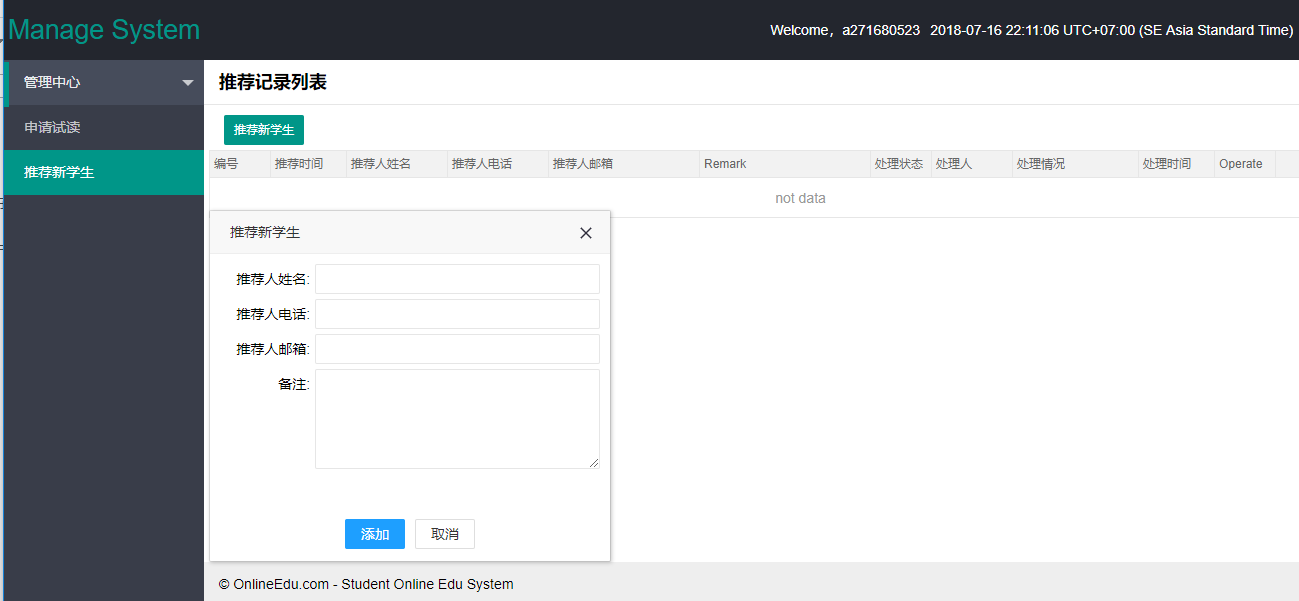 Manage System
Welcome，a271680523 2018-07-16 22:11:06 UTC+07:00 (SE Asia Standard Time)
管理中心
申请试读
推荐新学生
推荐记录列表
推荐新学生
编号 推荐时间 推荐人姓名 推荐人电话 推荐人邮箱 Remark 处理状态 处理人 处理情况 处理时间 Operate
not data
推荐新学生
推荐人姓名:
推荐人电话:
推荐人邮箱:
备注:
添加 取消
© OnlineEdu.com - Student Online Edu System